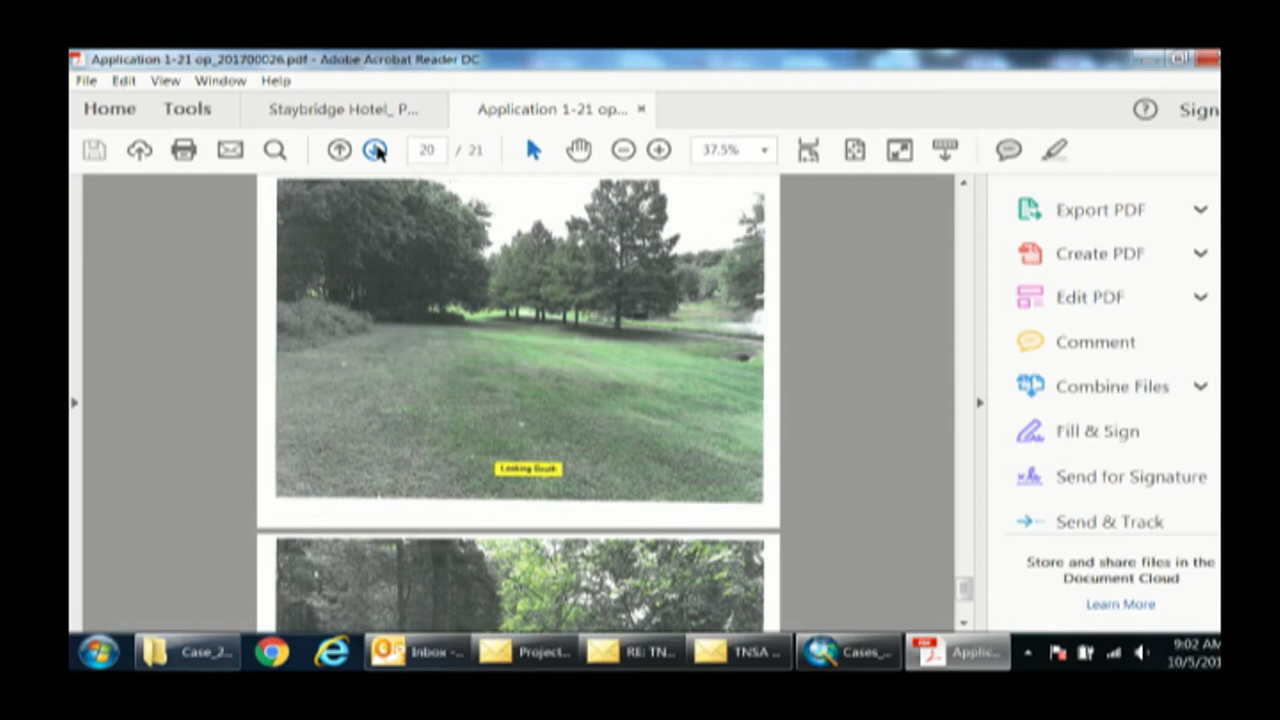 Application 1-21 op_201700026.pdf - Adobe Acrobat Reader DC
File Edit View Window Help
Home Tools Staybridge Hotel_ P... Application 1-21 op... Sign
20 / 21 37.5%
Export PDF
Create PDF
Edit PDF
Comment
Combine Files
Fill & Sign
Send for Signature
Send & Track
Looking South
Store and share files in the
Document Cloud
Learn More
Case_2... Inbox -... Project... RE: TN... TNSA ... Cases_... Applic... 9:02 AM
10/5/201